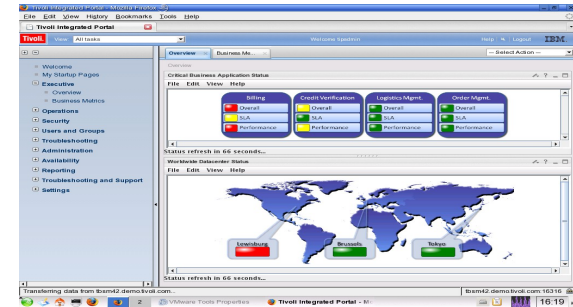 Tivoli Integrated Portal - Mozilla Firefox
File Edit View History Bookmarks Tools Help
Tivoli Integrated Portal
Tivoli. View: All tasks Welcome tipadmin Help Logout IBM
Overview Business Me... -- Select Action --
Welcome
My Startup Pages
Executive
Overview
Business Metrics
Operations
Security
Users and Groups
Troubleshooting
Administration
Availability
Reporting
Troubleshooting and Support
Settings
Overview
Critical Business Application Status
File Edit View Help
Billing Credit Verification Logistics Mgmt. Order Mgmt.
Overall Overall Overall Overall
SLA SLA SLA SLA
Performance Performance Performance Performance
Status refresh in 66 seconds...
Worldwide Datacenter Status
File Edit View Help
Lewisburg Brussels Tokyo
Status refresh in 66 seconds...
Transferring data from tbsm42.demo.tivoli.com... tbsm42.demo.tivoli.com:16316
2 VMware Tools Properties Tivoli Integrated Portal - M 16:19